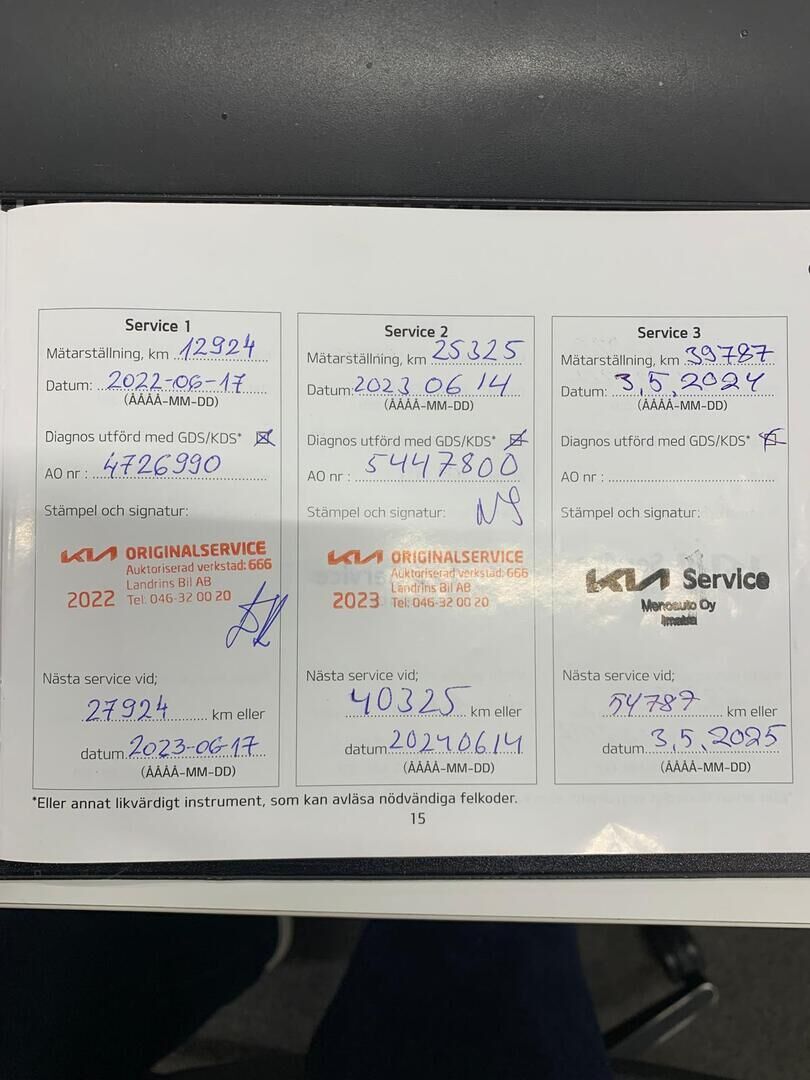 Service 1
Mätarställning, km 12924
Datum: 2022-06-17
(ÅÅÅÅ-MM-DD)
Diagnos utförd med GDS/KDS*
AO nr : 4726990
Stämpel och signatur:
KIA ORIGINALSERVICE
Auktoriserad verkstad: 666
Landrins Bil AB
2022 Tel: 046-32 00 20
Nästa service vid;
27924 km eller
datum 2023-06-17
(ÅÅÅÅ-MM-DD)
Service 2
Mätarställning, km 25325
Datum: 2023 06 14
(ÅÅÅÅ-MM-DD)
Diagnos utförd med GDS/KDS*
AO nr : 5447800
Stämpel och signatur:
KIA ORIGINALSERVICE
Auktoriserad verkstad: 666
Landrins Bil AB
2023 Tel: 046-32 00 20
Nästa service vid;
40325 km eller
datum 20240614
(ÅÅÅÅ-MM-DD)
Service 3
Mätarställning, km 39787
Datum: 3.5.2024
(ÅÅÅÅ-MM-DD)
Diagnos utförd med GDS/KDS*
AO nr :
Stämpel och signatur:
KIA Service
Menoauto Oy
Imatra
Nästa service vid;
54787 km eller
datum 3.5.2025
(ÅÅÅÅ-MM-DD)
*Eller annat likvärdigt instrument, som kan avläsa nödvändiga felkoder.
15